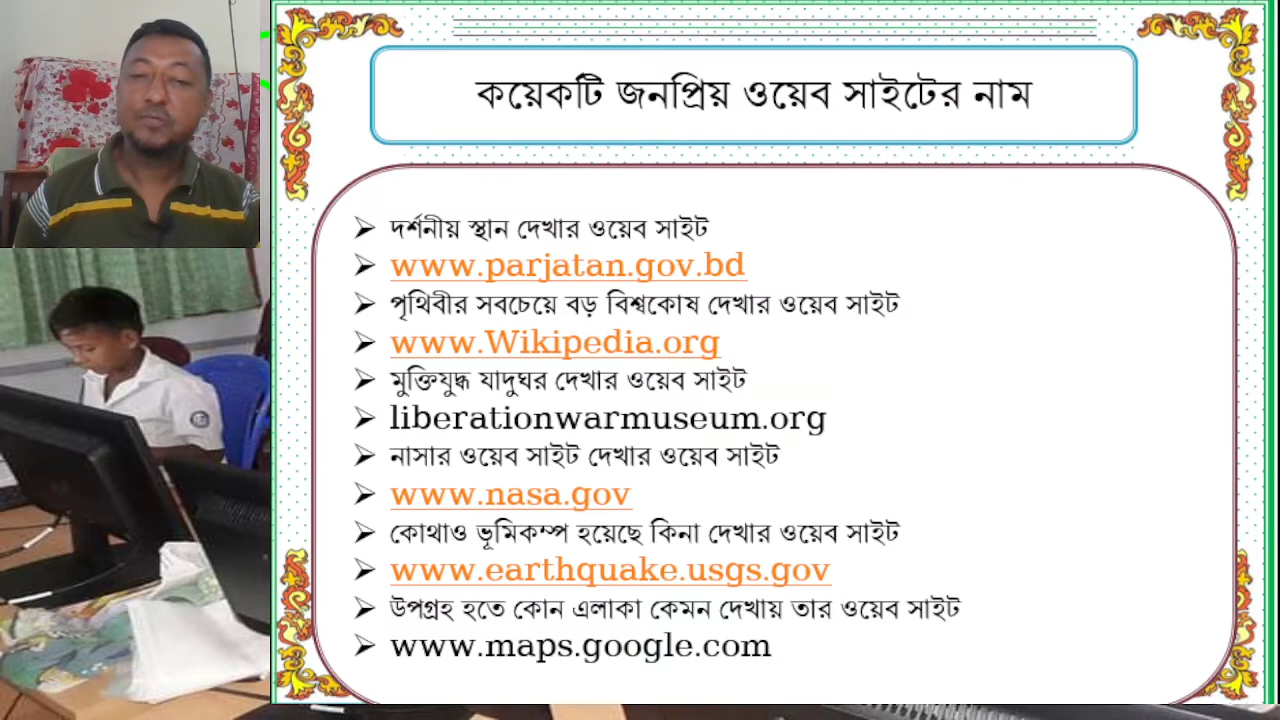 কয়েকটি জনপ্রিয় ওয়েব সাইটের নাম
দর্শনীয় স্থান দেখার ওয়েব সাইট
www.parjatan.gov.bd
পৃথিবীর সবচেয়ে বড় বিশ্বকোষ দেখার ওয়েব সাইট
www.Wikipedia.org
মুক্তিযুদ্ধ যাদুঘর দেখার ওয়েব সাইট
liberationwarmuseum.org
নাসার ওয়েব সাইট দেখার ওয়েব সাইট
www.nasa.gov
কোথাও ভূমিকম্প হয়েছে কিনা দেখার ওয়েব সাইট
www.earthquake.usgs.gov
উপগ্রহ হতে কোন এলাকা কেমন দেখায় তার ওয়েব সাইট
www.maps.google.com